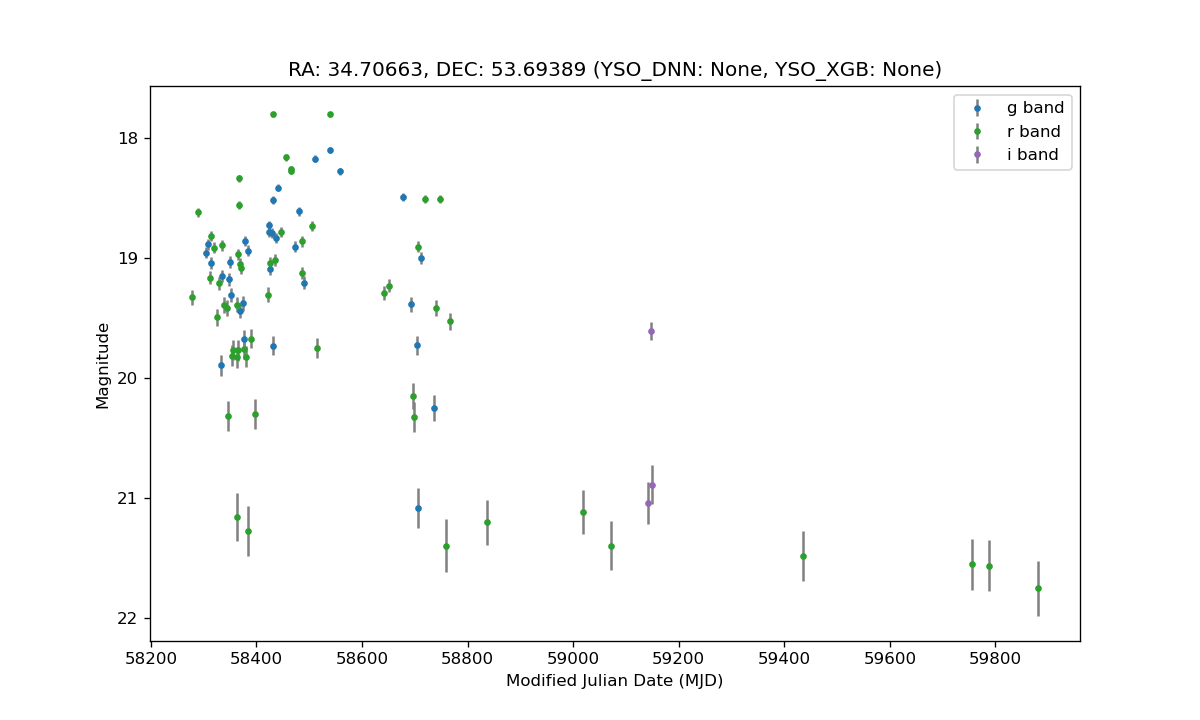 RA: 34.70663, DEC: 53.69389 (YSO_DNN: None, YSO_XGB: None)
g band
r band
i band
18
19
20
21
22
Magnitude
58200 58400 58600 58800 59000 59200 59400 59600 59800
Modified Julian Date (MJD)